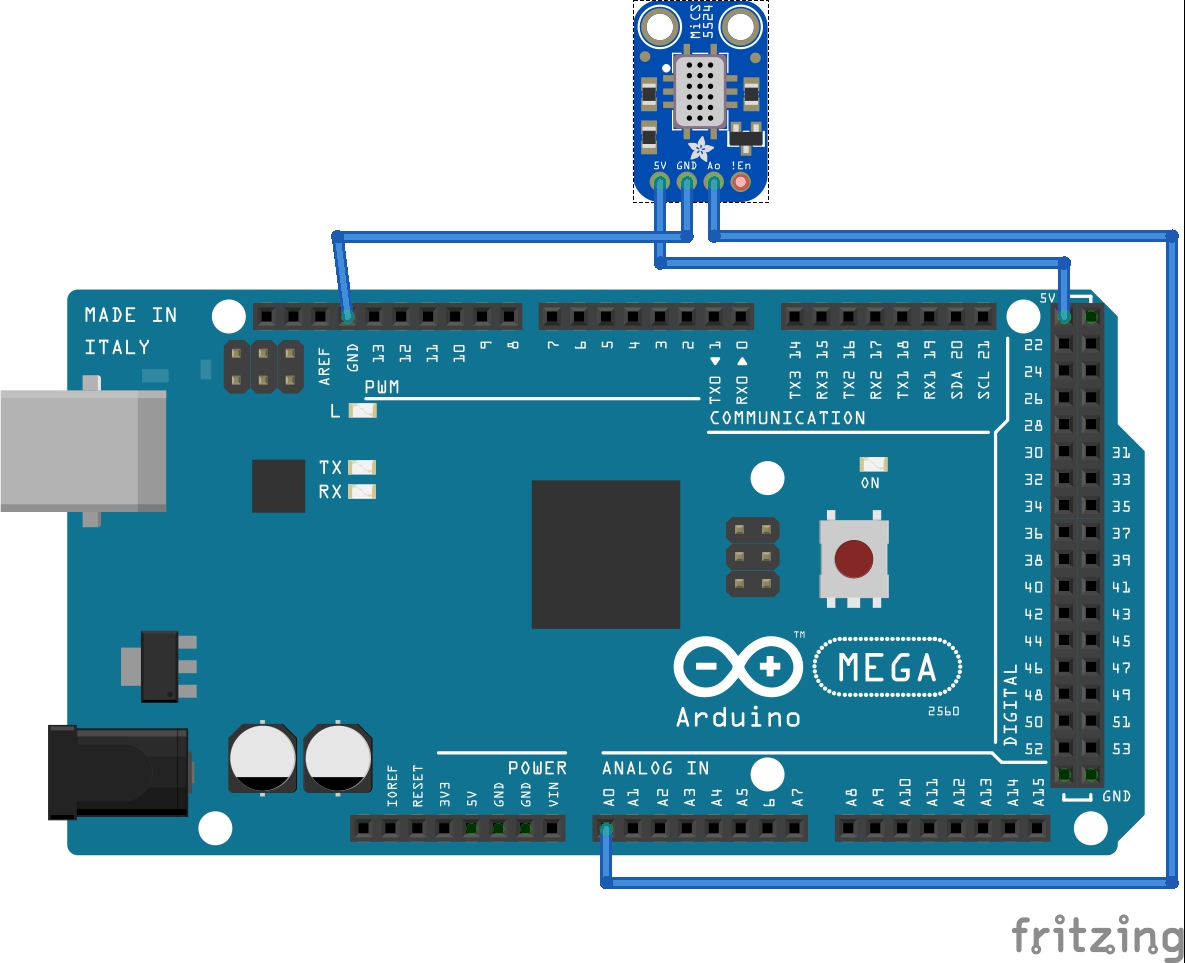 MiCS
5524
5V GND Ao !En
MADE IN
ITALY
AREF
GND
13
12
11
10
9
8
7
6
5
4
3
2
TX0 ◄ 1
RX0 ► 0
TX3 14
RX3 15
TX2 16
RX2 17
TX1 18
RX1 19
SDA 20
SCL 21
5V
PWM
L
COMMUNICATION
TX
RX
ON
22
24
26
28
30 31
32 33
34 35
36 37
38 39
40 41
42 43
44 45
46 47
48 49
50 51
52 53
DIGITAL
GND
TM
MEGA
Arduino
2560
POWER
ANALOG IN
IOREF
RESET
3V3
5V
GND
GND
VIN
A0
A1
A2
A3
A4
A5
6
A7
A8
A9
A10
A11
A12
A13
A14
A15
fritzing